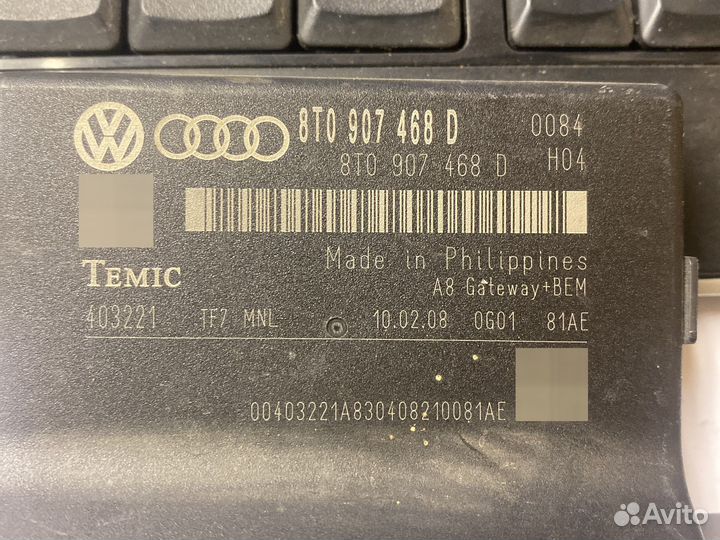 8T0 907 468 D 0084
8T0 907 468 D H04
Made in Philippines
TEMIC
A8 Gateway+BEM
403221 TF7 MNL 10.02.08 0G01 81AE
00403221A830408210081AE
Avito